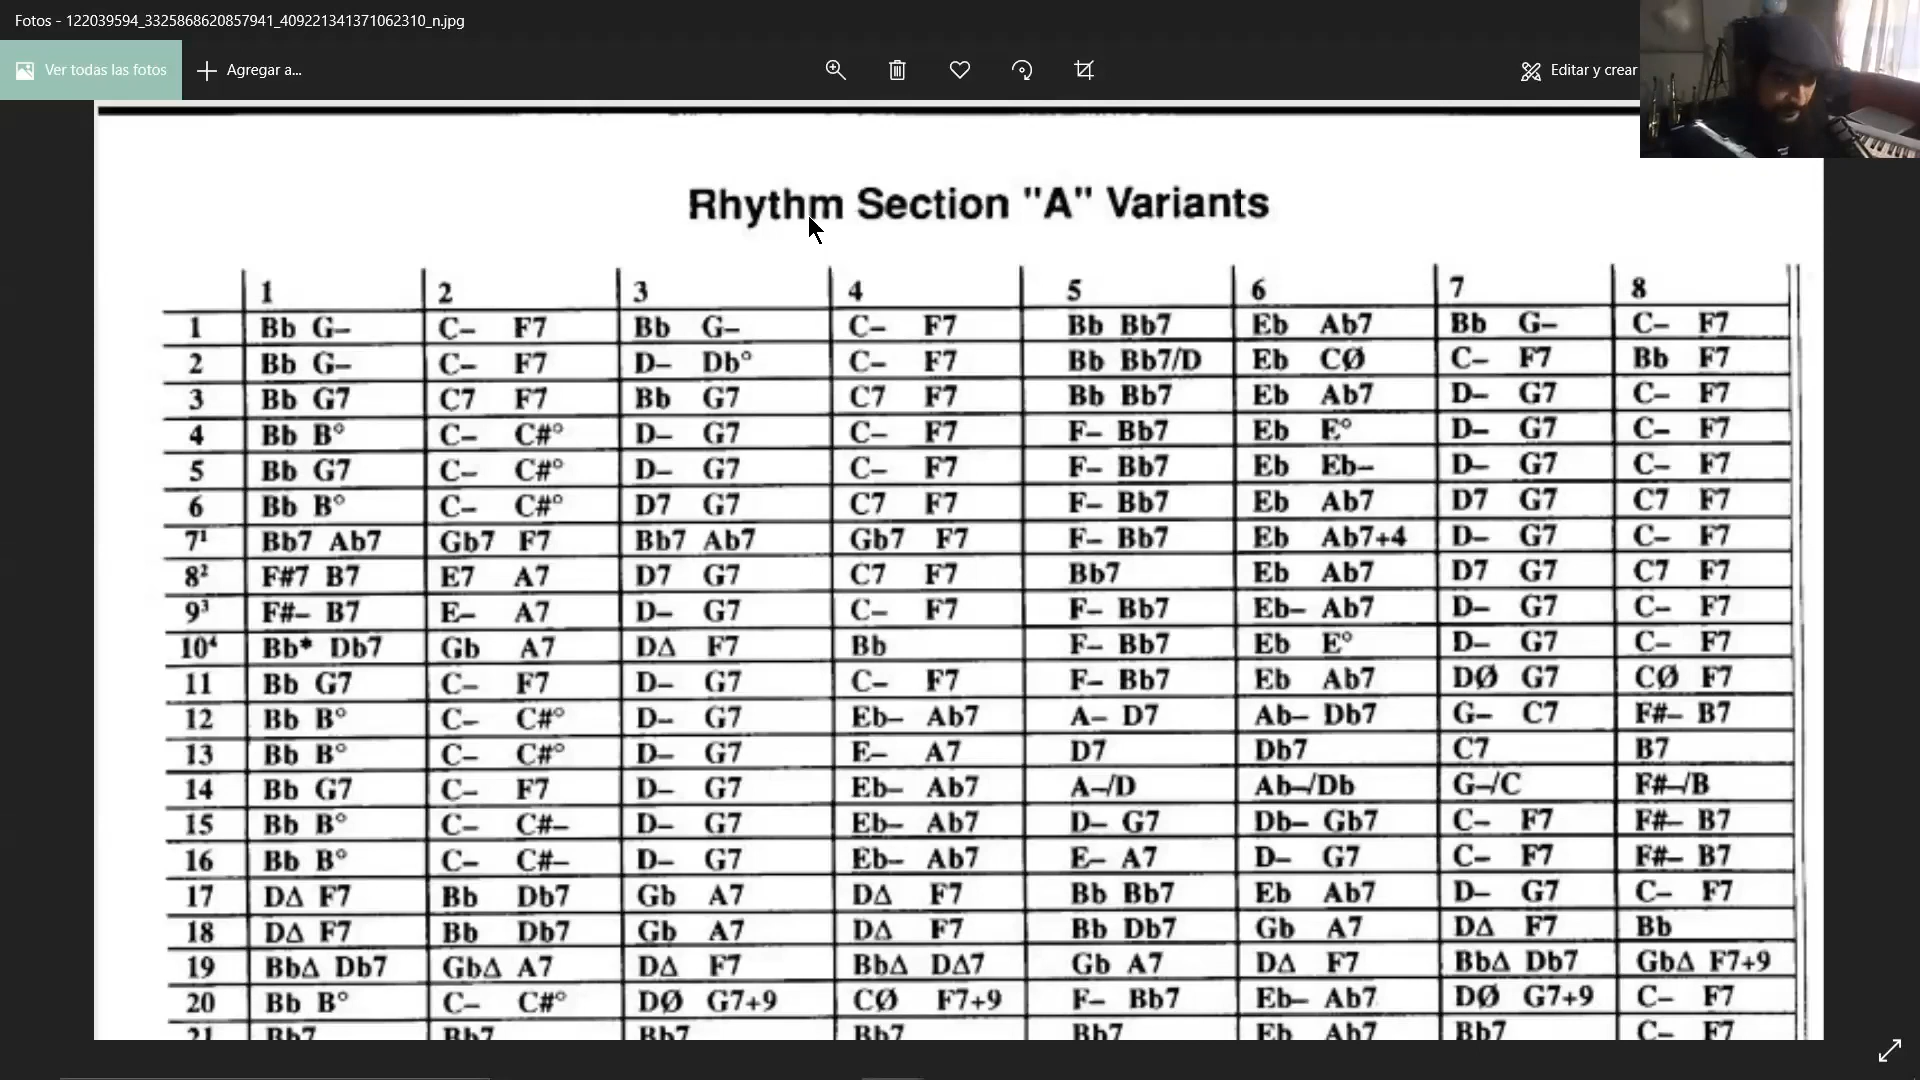 Fotos - 122039594_3325868620857941_409221341371062310_n.jpg
Ver todas las fotos Agregar a... Editar y crear
Rhythm Section "A" Variants
1 2 3 4 5 6 7 8
1 Bb G– C– F7 Bb G– C– F7 Bb Bb7 Eb Ab7 Bb G– C– F7
2 Bb G– C– F7 D– Db° C– F7 Bb Bb7/D Eb CØ C– F7 Bb F7
3 Bb G7 C7 F7 Bb G7 C7 F7 Bb Bb7 Eb Ab7 D– G7 C– F7
4 Bb B° C– C#° D– G7 C– F7 F– Bb7 Eb E° D– G7 C– F7
5 Bb G7 C– C#° D– G7 C– F7 F– Bb7 Eb Eb– D– G7 C– F7
6 Bb B° C– C#° D7 G7 C7 F7 F– Bb7 Eb Ab7 D7 G7 C7 F7
7¹ Bb7 Ab7 Gb7 F7 Bb7 Ab7 Gb7 F7 F– Bb7 Eb Ab7+4 D– G7 C– F7
8² F#7 B7 E7 A7 D7 G7 C7 F7 Bb7 Eb Ab7 D7 G7 C7 F7
9³ F#– B7 E– A7 D– G7 C– F7 F– Bb7 Eb– Ab7 D– G7 C– F7
10⁴ Bb* Db7 Gb A7 DΔ F7 Bb F– Bb7 Eb E° D– G7 C– F7
11 Bb G7 C– F7 D– G7 C– F7 F– Bb7 Eb Ab7 DØ G7 CØ F7
12 Bb B° C– C#° D– G7 Eb– Ab7 A– D7 Ab– Db7 G– C7 F#– B7
13 Bb B° C– C#° D– G7 E– A7 D7 Db7 C7 B7
14 Bb G7 C– F7 D– G7 Eb– Ab7 A–/D Ab–/Db G–/C F#–/B
15 Bb B° C– C#– D– G7 Eb– Ab7 D– G7 Db– Gb7 C– F7 F#– B7
16 Bb B° C– C#– D– G7 Eb– Ab7 E– A7 D– G7 C– F7 F#– B7
17 DΔ F7 Bb Db7 Gb A7 DΔ F7 Bb Bb7 Eb Ab7 D– G7 C– F7
18 DΔ F7 Bb Db7 Gb A7 DΔ F7 Bb Db7 Gb A7 DΔ F7 Bb
19 BbΔ Db7 GbΔ A7 DΔ F7 BbΔ DΔ7 Gb A7 DΔ F7 BbΔ Db7 GbΔ F7+9
20 Bb B° C– C#° DØ G7+9 CØ F7+9 F– Bb7 Eb– Ab7 DØ G7+9 C– F7
21 Bb7 Bb7 Bb7 Bb7 Bb7 Eb Ab7 Bb7 C– F7